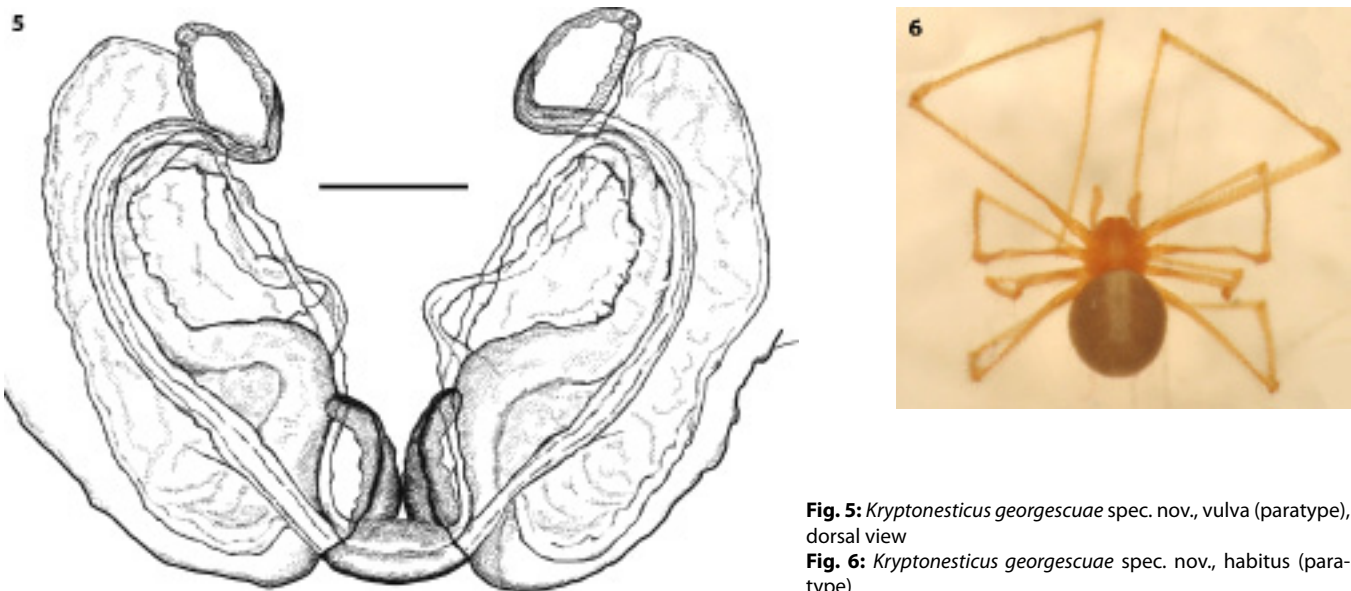 5
6
Fig. 5: Kryptonesticus georgescuae spec. nov., vulva (paratype),
dorsal view
Fig. 6: Kryptonesticus georgescuae spec. nov., habitus (para-
type)